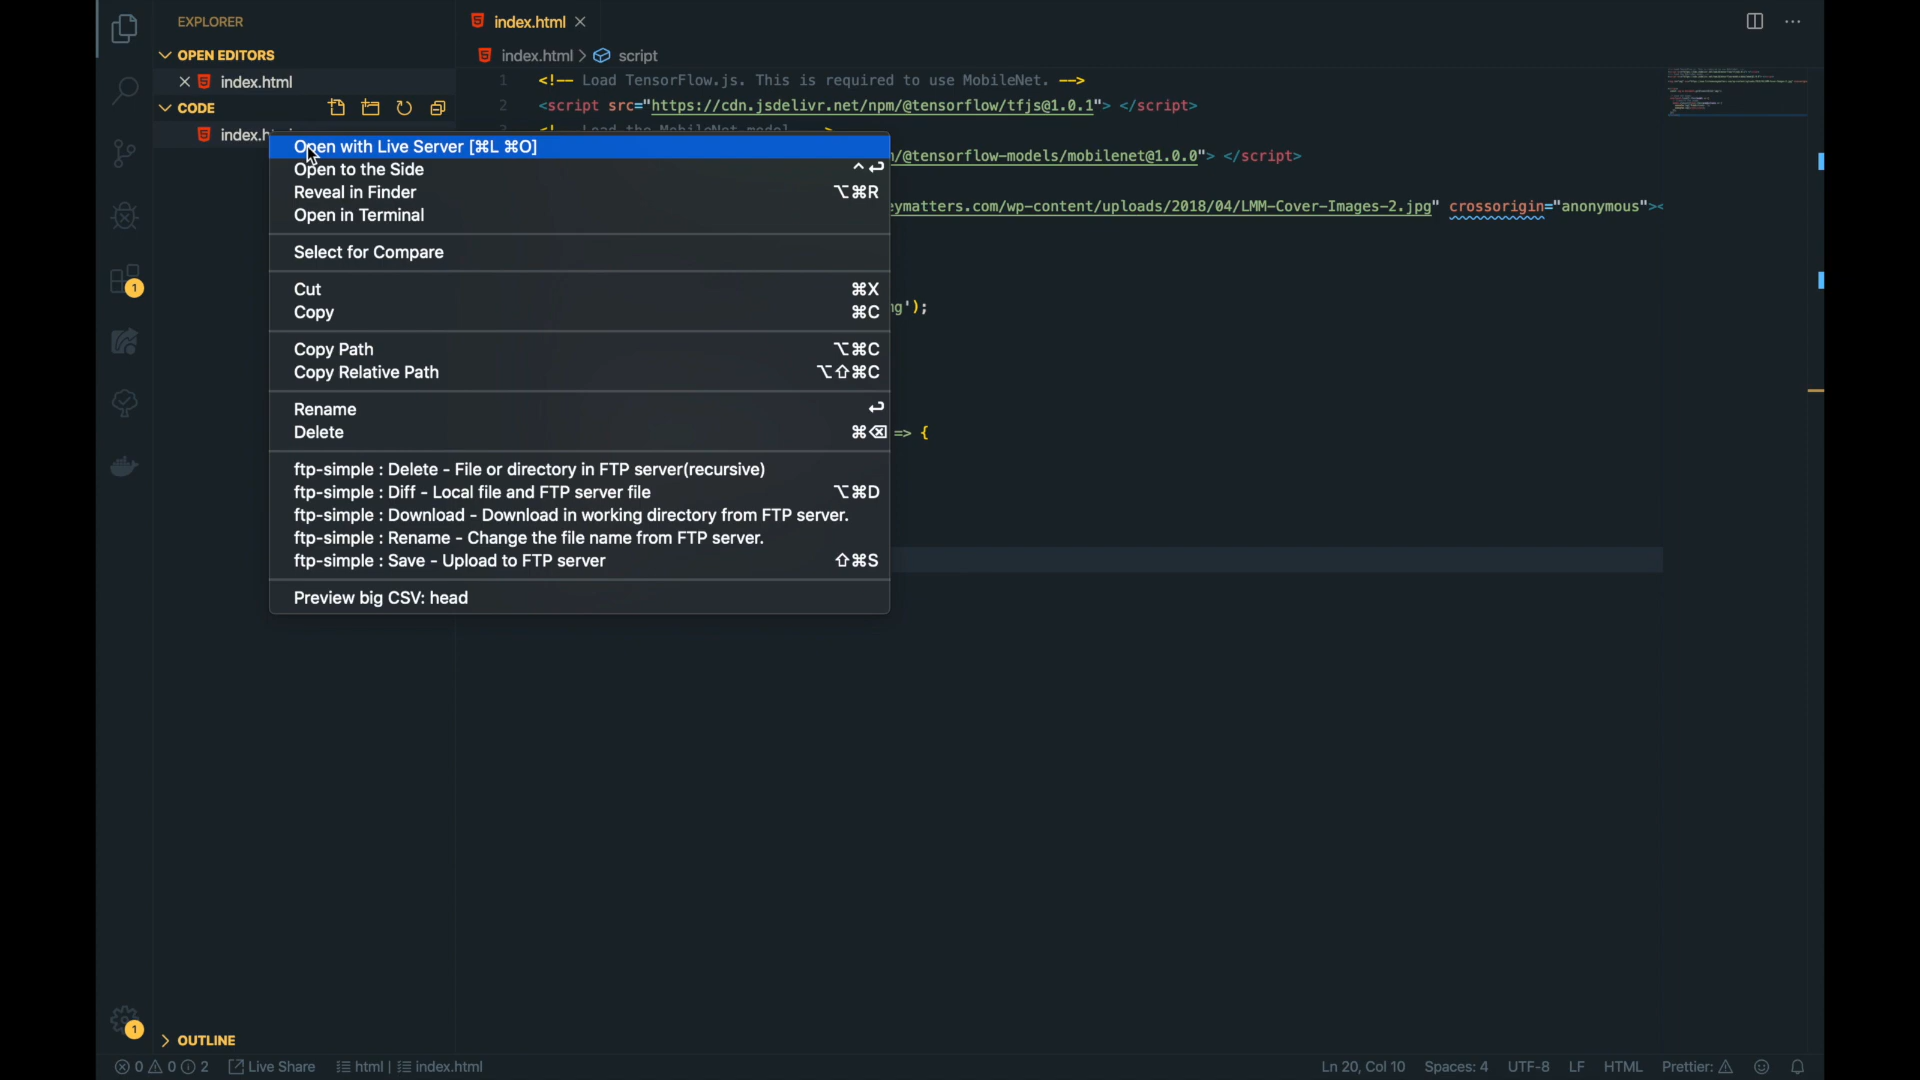 EXPLORER
index.html
OPEN EDITORS
index.html > script
index.html
1 <!-- Load TensorFlow.js. This is required to use MobileNet. -->
CODE
2 <script src="https://cdn.jsdelivr.net/npm/@tensorflow/tfjs@1.0.1"> </script>
index.h
Open with Live Server [⌘L ⌘O]
/@tensorflow-models/mobilenet@1.0.0"> </script>
Open to the Side ⌃↩
Reveal in Finder ⌥⌘R
ymatters.com/wp-content/uploads/2018/04/LMM-Cover-Images-2.jpg" crossorigin="anonymous"><
Open in Terminal
Select for Compare
Cut ⌘X
Copy ⌘C
g');
Copy Path ⌥⌘C
Copy Relative Path ⌥⇧⌘C
Rename ↩
Delete ⌘⌫
=> {
ftp-simple : Delete - File or directory in FTP server(recursive)
ftp-simple : Diff - Local file and FTP server file ⌥⌘D
ftp-simple : Download - Download in working directory from FTP server.
ftp-simple : Rename - Change the file name from FTP server.
ftp-simple : Save - Upload to FTP server ⇧⌘S
Preview big CSV: head
1
1
OUTLINE
0 0 2 Live Share html | index.html Ln 20, Col 10 Spaces: 4 UTF-8 LF HTML Prettier: